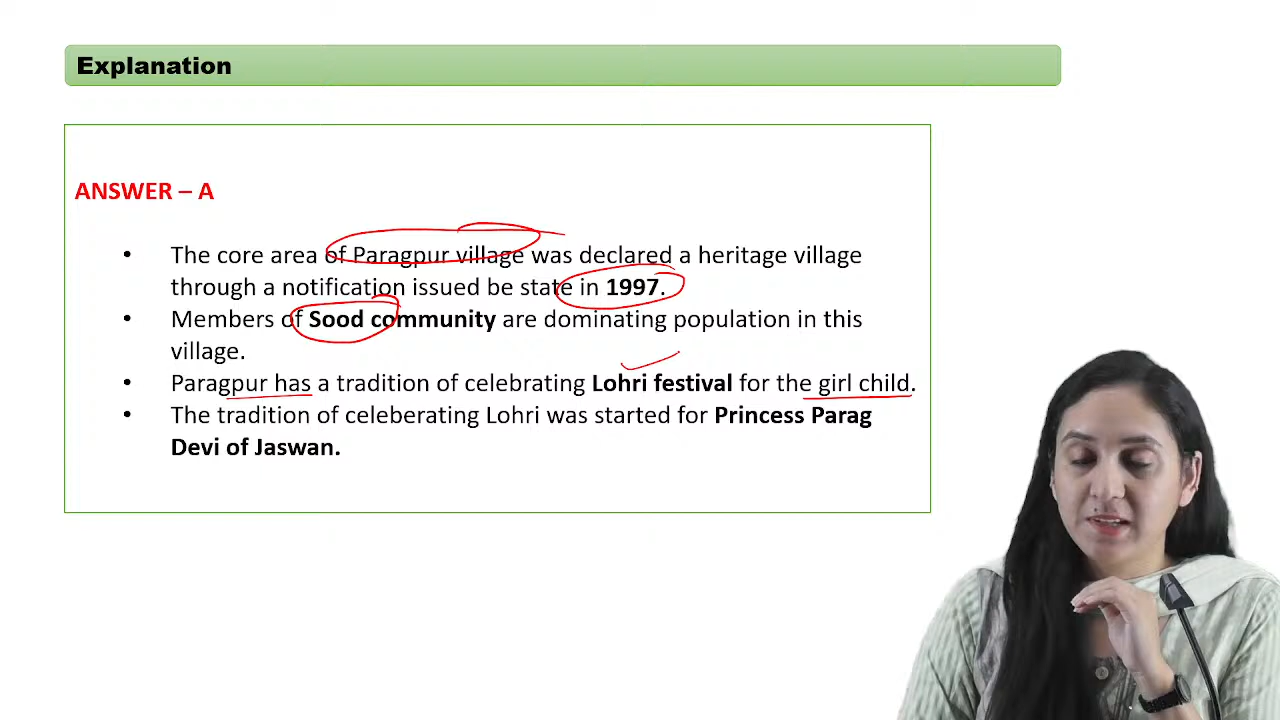 Explanation
ANSWER – A
• The core area of Paragpur village was declared a heritage village
through a notification issued be state in 1997.
• Members of Sood community are dominating population in this
village.
• Paragpur has a tradition of celebrating Lohri festival for the girl child.
• The tradition of celeberating Lohri was started for Princess Parag
Devi of Jaswan.